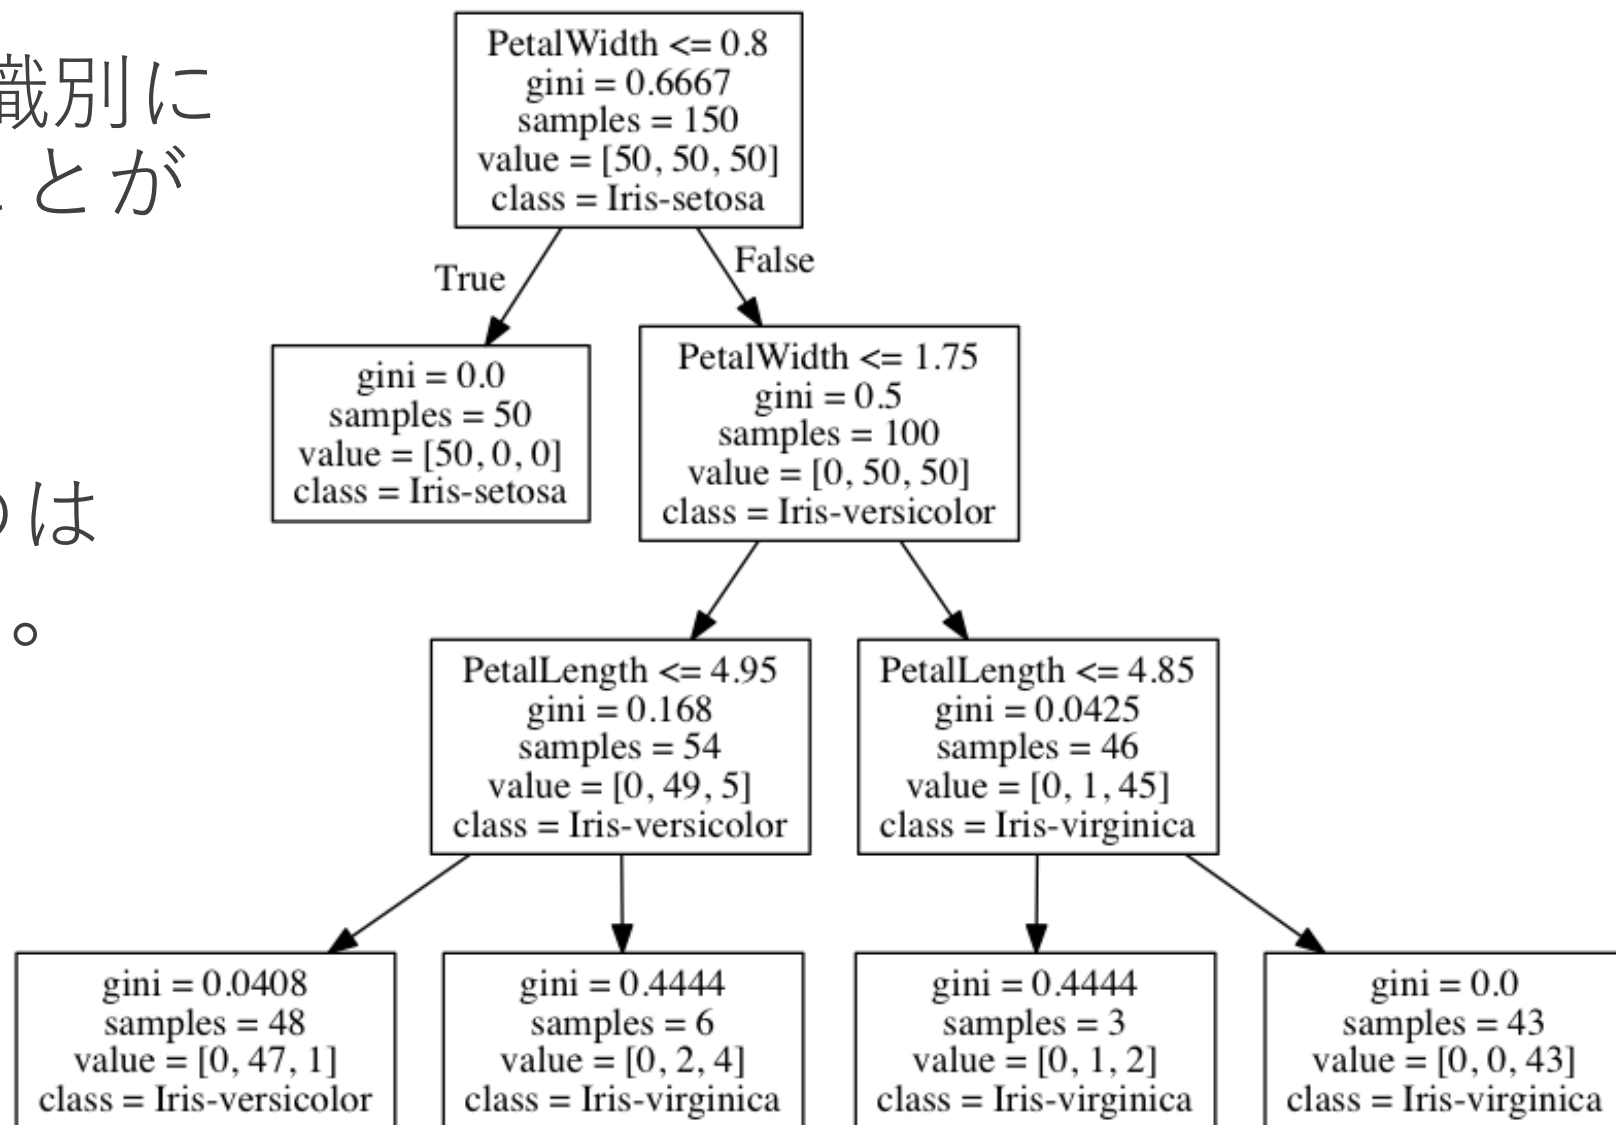 識別に
ことが
のは
。
PetalWidth <= 0.8
gini = 0.6667
samples = 150
value = [50, 50, 50]
class = Iris-setosa
True
False
gini = 0.0
samples = 50
value = [50, 0, 0]
class = Iris-setosa
PetalWidth <= 1.75
gini = 0.5
samples = 100
value = [0, 50, 50]
class = Iris-versicolor
PetalLength <= 4.95
gini = 0.168
samples = 54
value = [0, 49, 5]
class = Iris-versicolor
PetalLength <= 4.85
gini = 0.0425
samples = 46
value = [0, 1, 45]
class = Iris-virginica
gini = 0.0408
samples = 48
value = [0, 47, 1]
class = Iris-versicolor
gini = 0.4444
samples = 6
value = [0, 2, 4]
class = Iris-virginica
gini = 0.4444
samples = 3
value = [0, 1, 2]
class = Iris-virginica
gini = 0.0
samples = 43
value = [0, 0, 43]
class = Iris-virginica